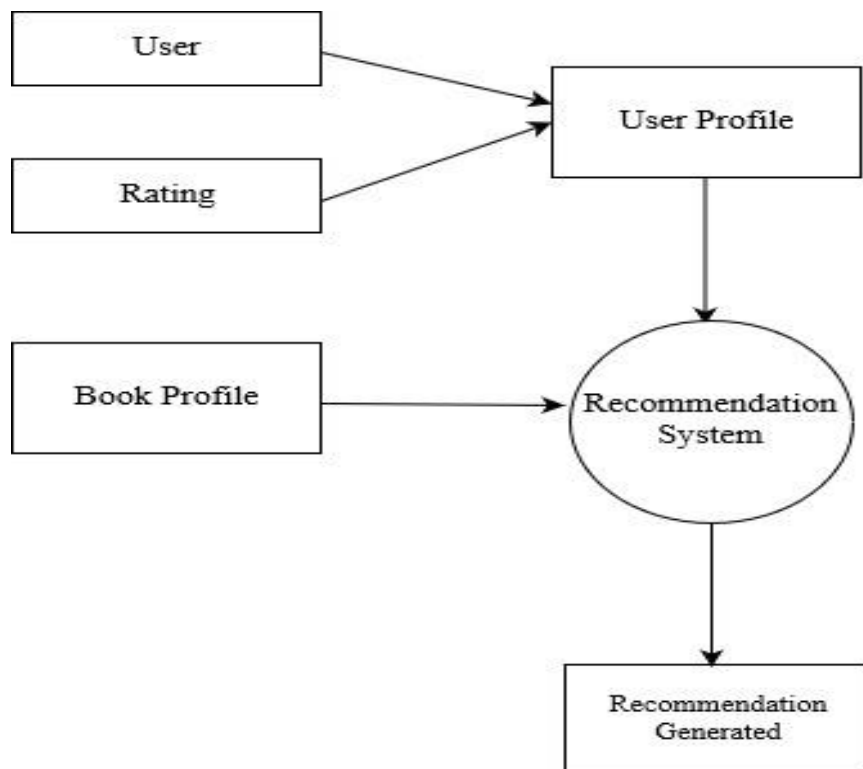 User
User Profile
Rating
Book Profile
Recommendation
System
Recommendation
Generated